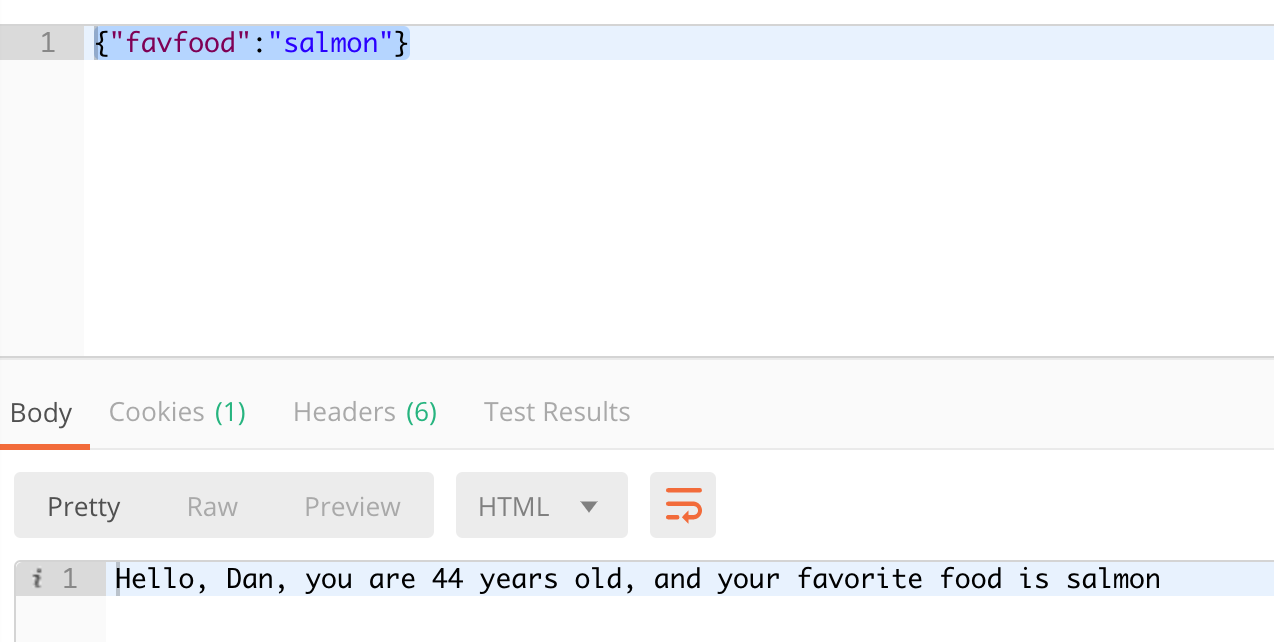 1 {"favfood":"salmon"}
Body Cookies (1) Headers (6) Test Results
Pretty Raw Preview HTML
i 1 Hello, Dan, you are 44 years old, and your favorite food is salmon